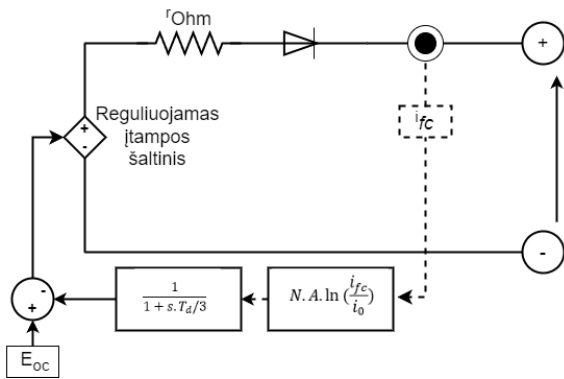 rOhm
+
ifc
+
-
Reguliuojamas
įtampos
šaltinis
-
-
+
1
1 + s.Td/3
N.A.ln (ifc/i0)
Eoc